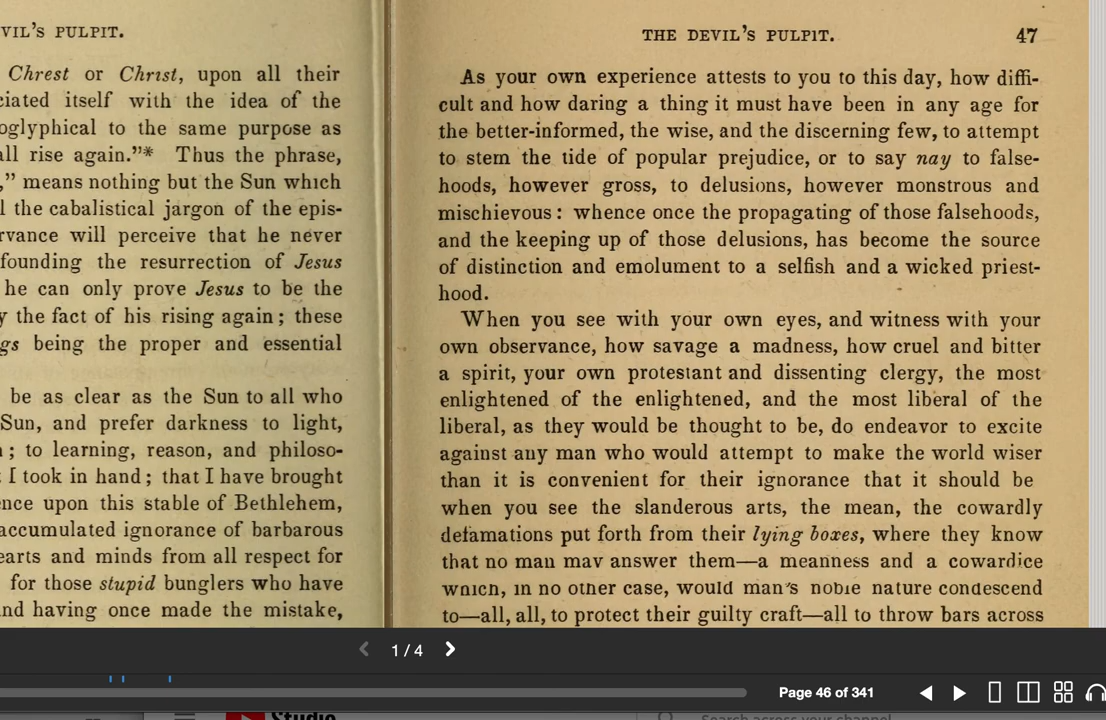 VIL'S PULPIT.
Chrest or Christ, upon all their
ciated itself with the idea of the
oglyphical to the same purpose as
all rise again."* Thus the phrase,
," means nothing but the Sun which
l the cabalistical jargon of the epis-
rvance will perceive that he never
founding the resurrection of Jesus
he can only prove Jesus to be the
y the fact of his rising again; these
gs being the proper and essential
be as clear as the Sun to all who
Sun, and prefer darkness to light,
; to learning, reason, and philoso-
I took in hand; that I have brought
nce upon this stable of Bethlehem,
accumulated ignorance of barbarous
earts and minds from all respect for
for those stupid bunglers who have
nd having once made the mistake,
THE DEVIL'S PULPIT. 47
As your own experience attests to you to this day, how diffi-
cult and how daring a thing it must have been in any age for
the better-informed, the wise, and the discerning few, to attempt
to stem the tide of popular prejudice, or to say nay to false-
hoods, however gross, to delusions, however monstrous and
mischievous: whence once the propagating of those falsehoods,
and the keeping up of those delusions, has become the source
of distinction and emolument to a selfish and a wicked priest-
hood.
When you see with your own eyes, and witness with your
own observance, how savage a madness, how cruel and bitter
a spirit, your own protestant and dissenting clergy, the most
enlightened of the enlightened, and the most liberal of the
liberal, as they would be thought to be, do endeavor to excite
against any man who would attempt to make the world wiser
than it is convenient for their ignorance that it should be
when you see the slanderous arts, the mean, the cowardly
defamations put forth from their lying boxes, where they know
that no man may answer them—a meanness and a cowardice
which, in no other case, would man's noble nature condescend
to—all, all, to protect their guilty craft—all to throw bars across
1 / 4
Page 46 of 341
Studio
Search across your channel